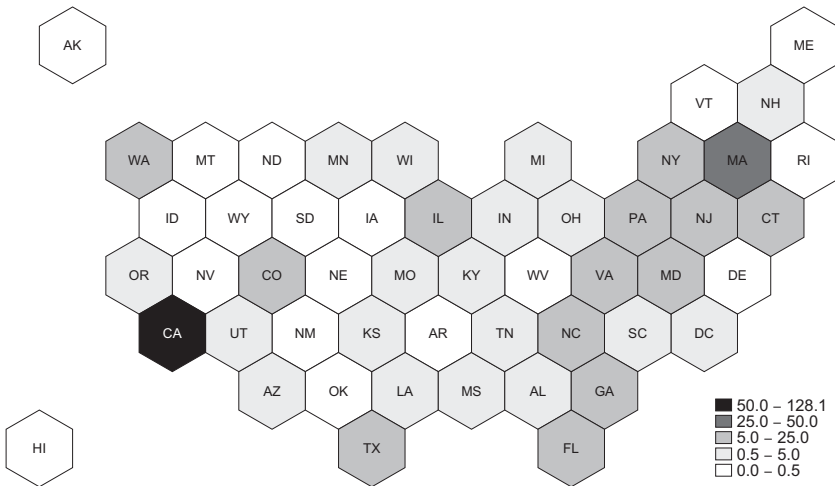 AK
ME
VT NH
WA MT ND MN WI MI NY MA RI
ID WY SD IA IL IN OH PA NJ CT
OR NV CO NE MO KY WV VA MD DE
CA UT NM KS AR TN NC SC DC
AZ OK LA MS AL GA
HI TX FL
50.0 − 128.1
25.0 − 50.0
5.0 − 25.0
0.5 − 5.0
0.0 − 0.5